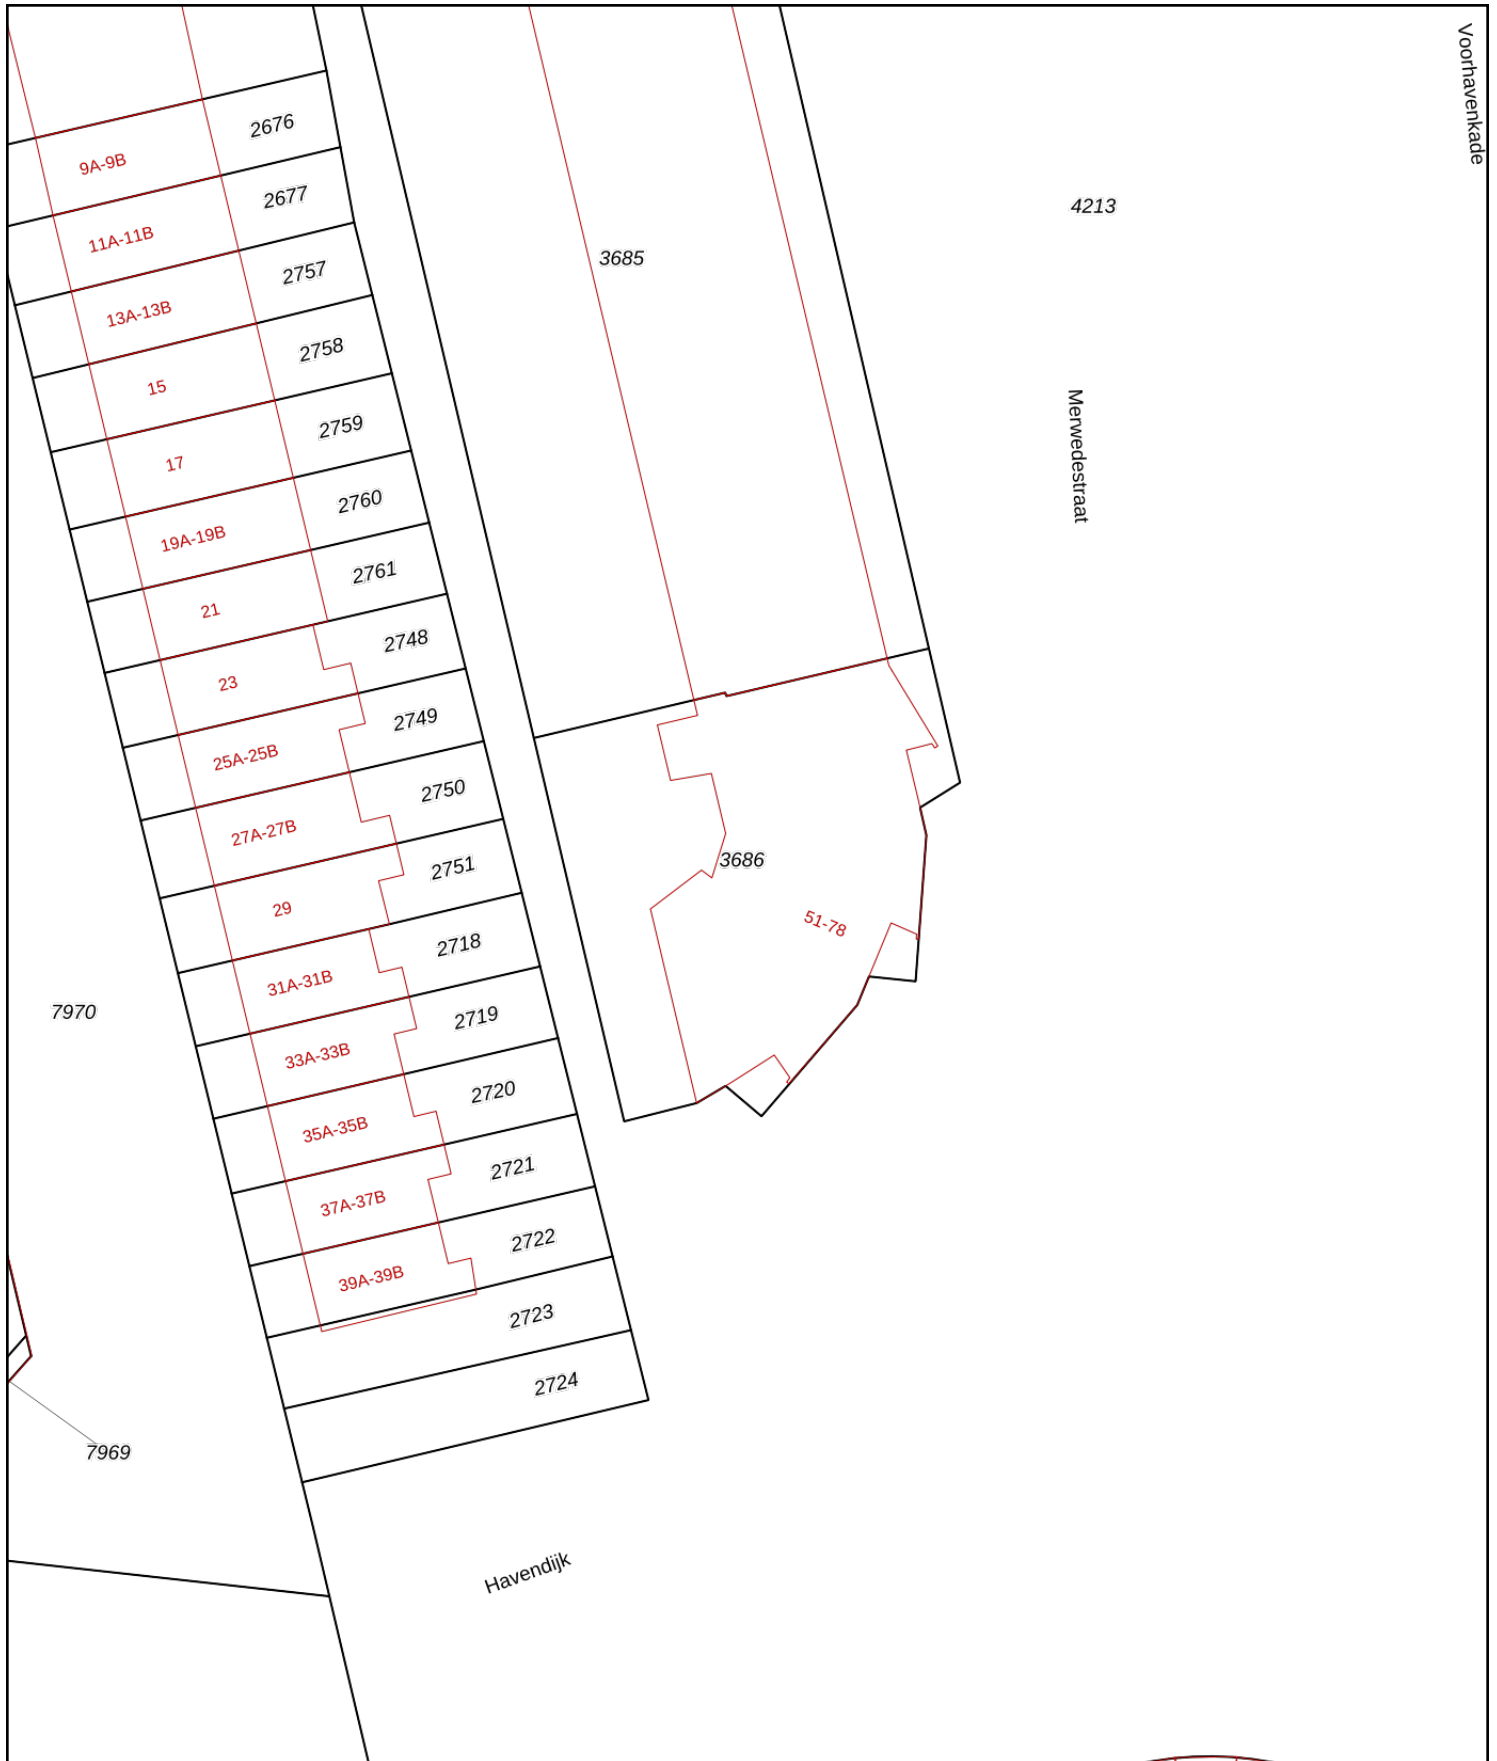 Voorhavenkade
2676
9A-9B
2677
4213
11A-11B
3685
2757
13A-13B
2758
15
2759
Merwedestraat
17
2760
19A-19B
2761
21
2748
23
2749
25A-25B
2750
27A-27B
3686
2751
29
51-78
2718
31A-31B
7970
2719
33A-33B
2720
35A-35B
2721
37A-37B
2722
39A-39B
2723
2724
7969
Havendijk